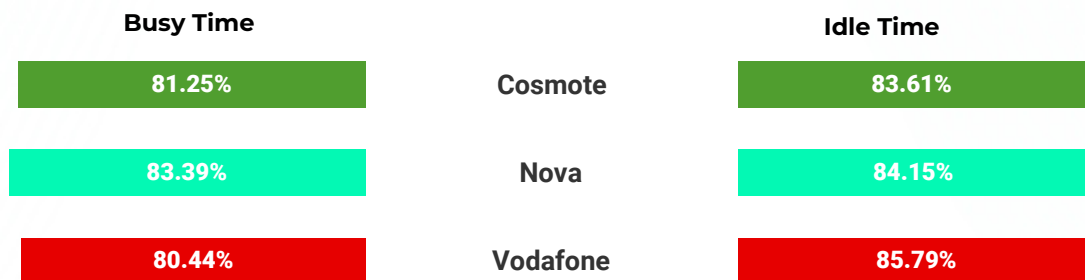 Busy Time
Idle Time
81.25%
Cosmote
83.61%
83.39%
Nova
84.15%
80.44%
Vodafone
85.79%